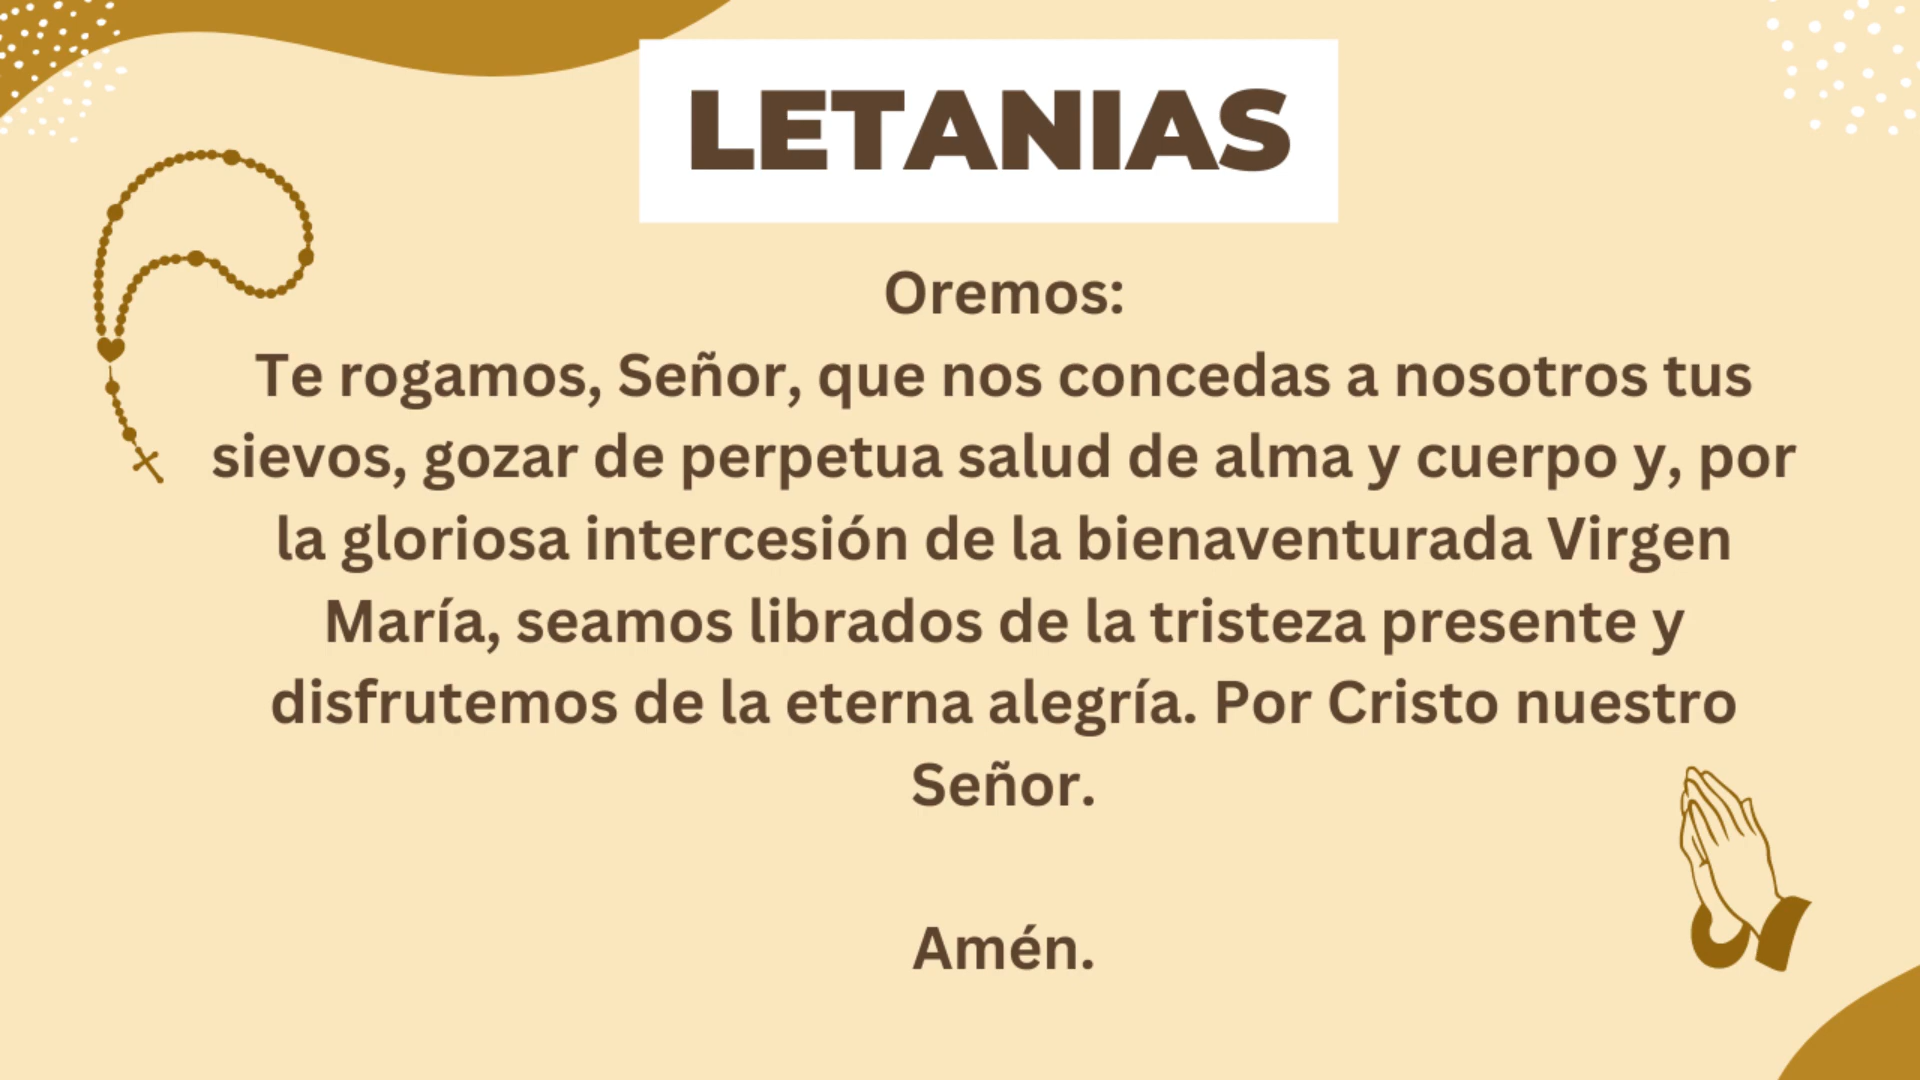 LETANIAS
Oremos:
Te rogamos, Señor, que nos concedas a nosotros tus
sievos, gozar de perpetua salud de alma y cuerpo y, por
la gloriosa intercesión de la bienaventurada Virgen
María, seamos librados de la tristeza presente y
disfrutemos de la eterna alegría. Por Cristo nuestro
Señor.
Amén.